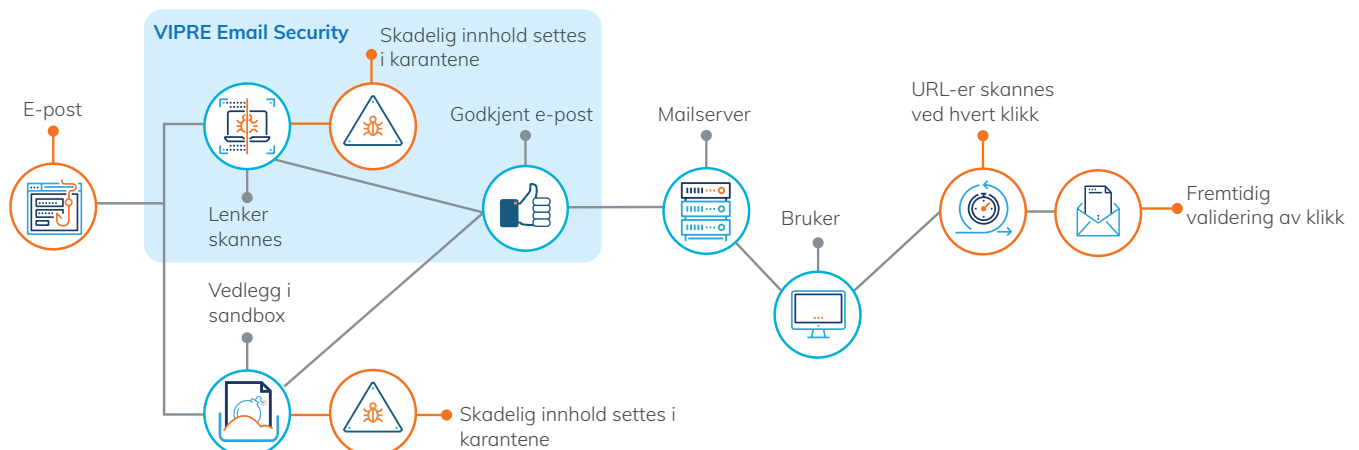 VIPRE Email Security
Skadelig innhold settes
i karantene
E-post
Godkjent e-post
Mailserver
URL-er skannes
ved hvert klikk
Lenker
skannes
Bruker
Fremtidig
validering av klikk
Vedlegg i
sandbox
Skadelig innhold settes i
karantene